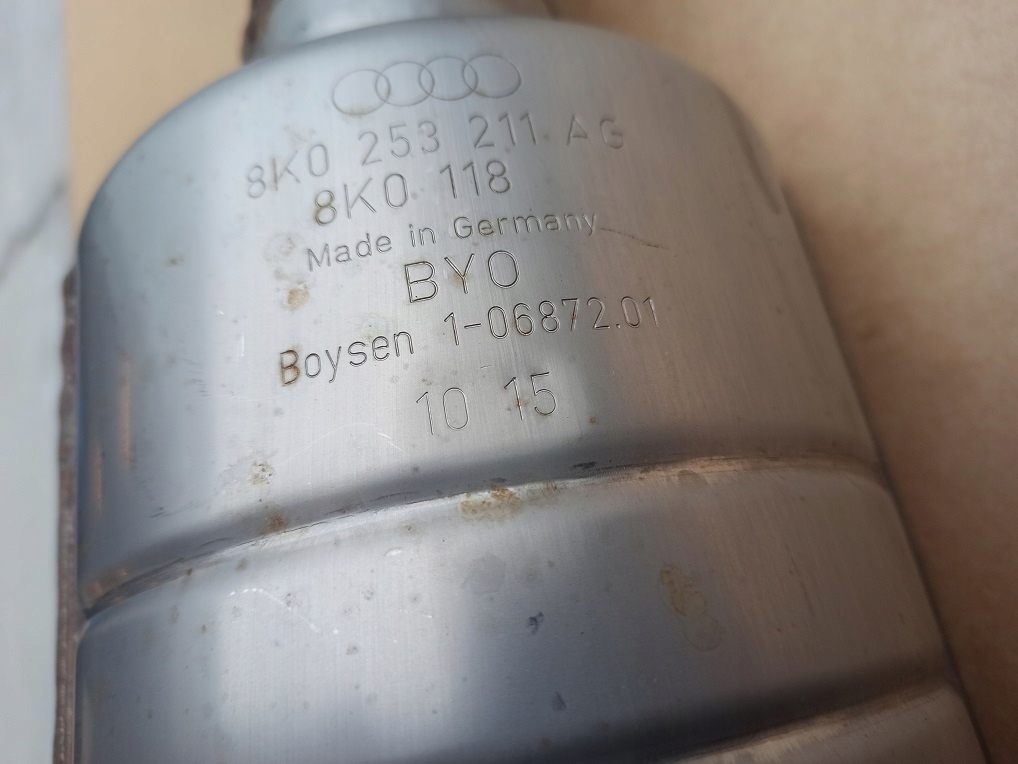 8K0 253 211 AG
8K0 118
Made in Germany
BYO
Boysen 1-06872.01
10 15